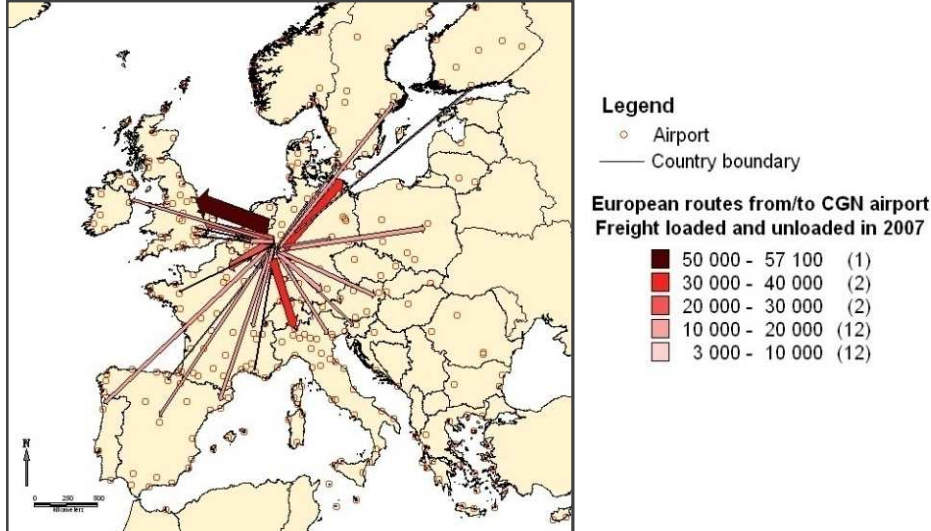 Legend
Airport
Country boundary
European routes from/to CGN airport
Freight loaded and unloaded in 2007
50 000 - 57 100 (1)
30 000 - 40 000 (2)
20 000 - 30 000 (2)
10 000 - 20 000 (12)
3 000 - 10 000 (12)
N
0 250 500
Kilometers